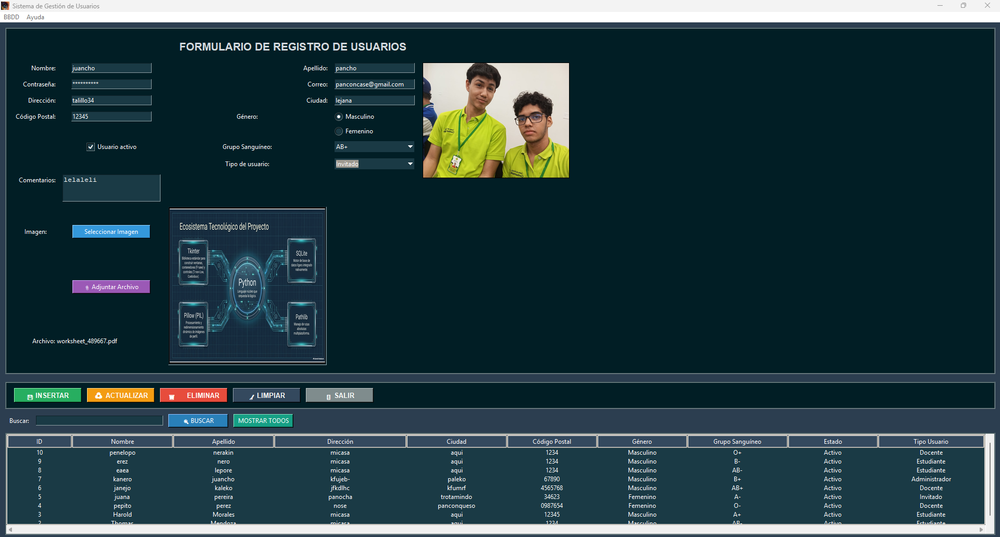 Sistema de Gestión de Usuarios
BBDD Ayuda
FORMULARIO DE REGISTRO DE USUARIOS
Nombre: juancho Apellido: pancho
Contraseña: ********** Correo: panconcase@gmail.com
Dirección: talillo34 Ciudad: lejana
Código Postal: 12345 Género: Masculino
Femenino
Usuario activo Grupo Sanguíneo: AB+
Tipo de usuario: Invitado
Comentarios: lelaleli
Imagen: Seleccionar Imagen
Adjuntar Archivo
Archivo: worksheet_489667.pdf
Ecosistema Tecnológico del Proyecto
Tkinter
Biblioteca estándar para
construir ventanas,
contenedores (Frame) y
controles (Treeview,
Combobox).
SQLite
Motor de base de
datos ligero integrado
nativamente.
Python
Lenguaje núcleo que
orquesta la lógica.
Pillow (PIL)
Procesamiento y
redimensionamiento
dinámico de imágenes
de perfil.
Pathlib
Manejo de rutas
absolutas
multiplataforma.
INSERTAR ACTUALIZAR ELIMINAR LIMPIAR SALIR
Buscar: BUSCAR MOSTRAR TODOS
ID Nombre Apellido Dirección Ciudad Código Postal Género Grupo Sanguíneo Estado Tipo Usuario
10 penelopo nerakin micasa aqui 1234 Masculino O+ Activo Docente
9 erez nero micasa aqui 1234 Masculino B- Activo Estudiante
8 eaea lepore micasa aqui 1234 Masculino AB- Activo Estudiante
7 kanero juancho kfujeb- paleko 67890 Masculino B+ Activo Administrador
6 janejo kaleko jfkdlhc kfumrf 4565768 Masculino AB+ Activo Docente
5 juana pereira panocha trotamindo 34623 Femenino A- Activo Invitado
4 pepito perez nose panconqueso 0987654 Femenino O- Activo Docente
3 Harold Morales micasa aqui 12345 Masculino A+ Activo Estudiante
2 Thomas Mendoza micasa aqui 1234 Masculino AB- Activo Estudiante